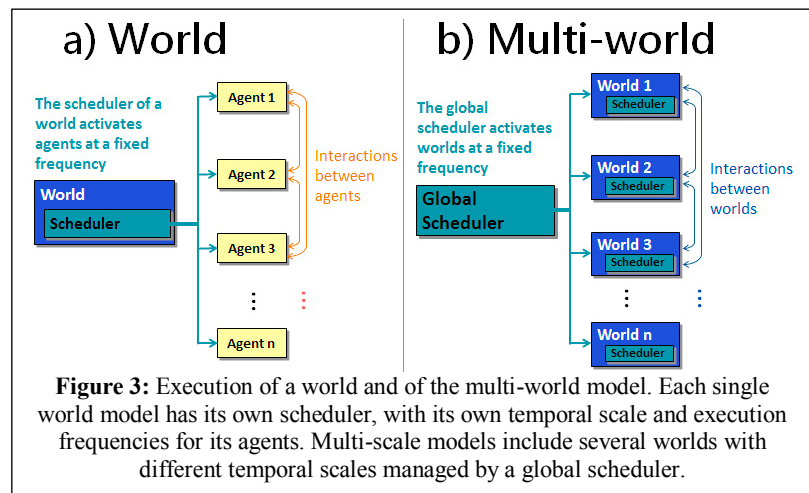 a) World
The scheduler of a
world activates
agents at a fixed
frequency
World
Scheduler
Agent 1
Agent 2
Agent 3
Agent n
Interactions
between
agents
b) Multi-world
The global
scheduler activates
worlds at a fixed
frequency
Global
Scheduler
World 1
Scheduler
World 2
Scheduler
World 3
Scheduler
World n
Scheduler
Interactions
between
worlds
Figure 3: Execution of a world and of the multi-world model. Each single
world model has its own scheduler, with its own temporal scale and execution
frequencies for its agents. Multi-scale models include several worlds with
different temporal scales managed by a global scheduler.